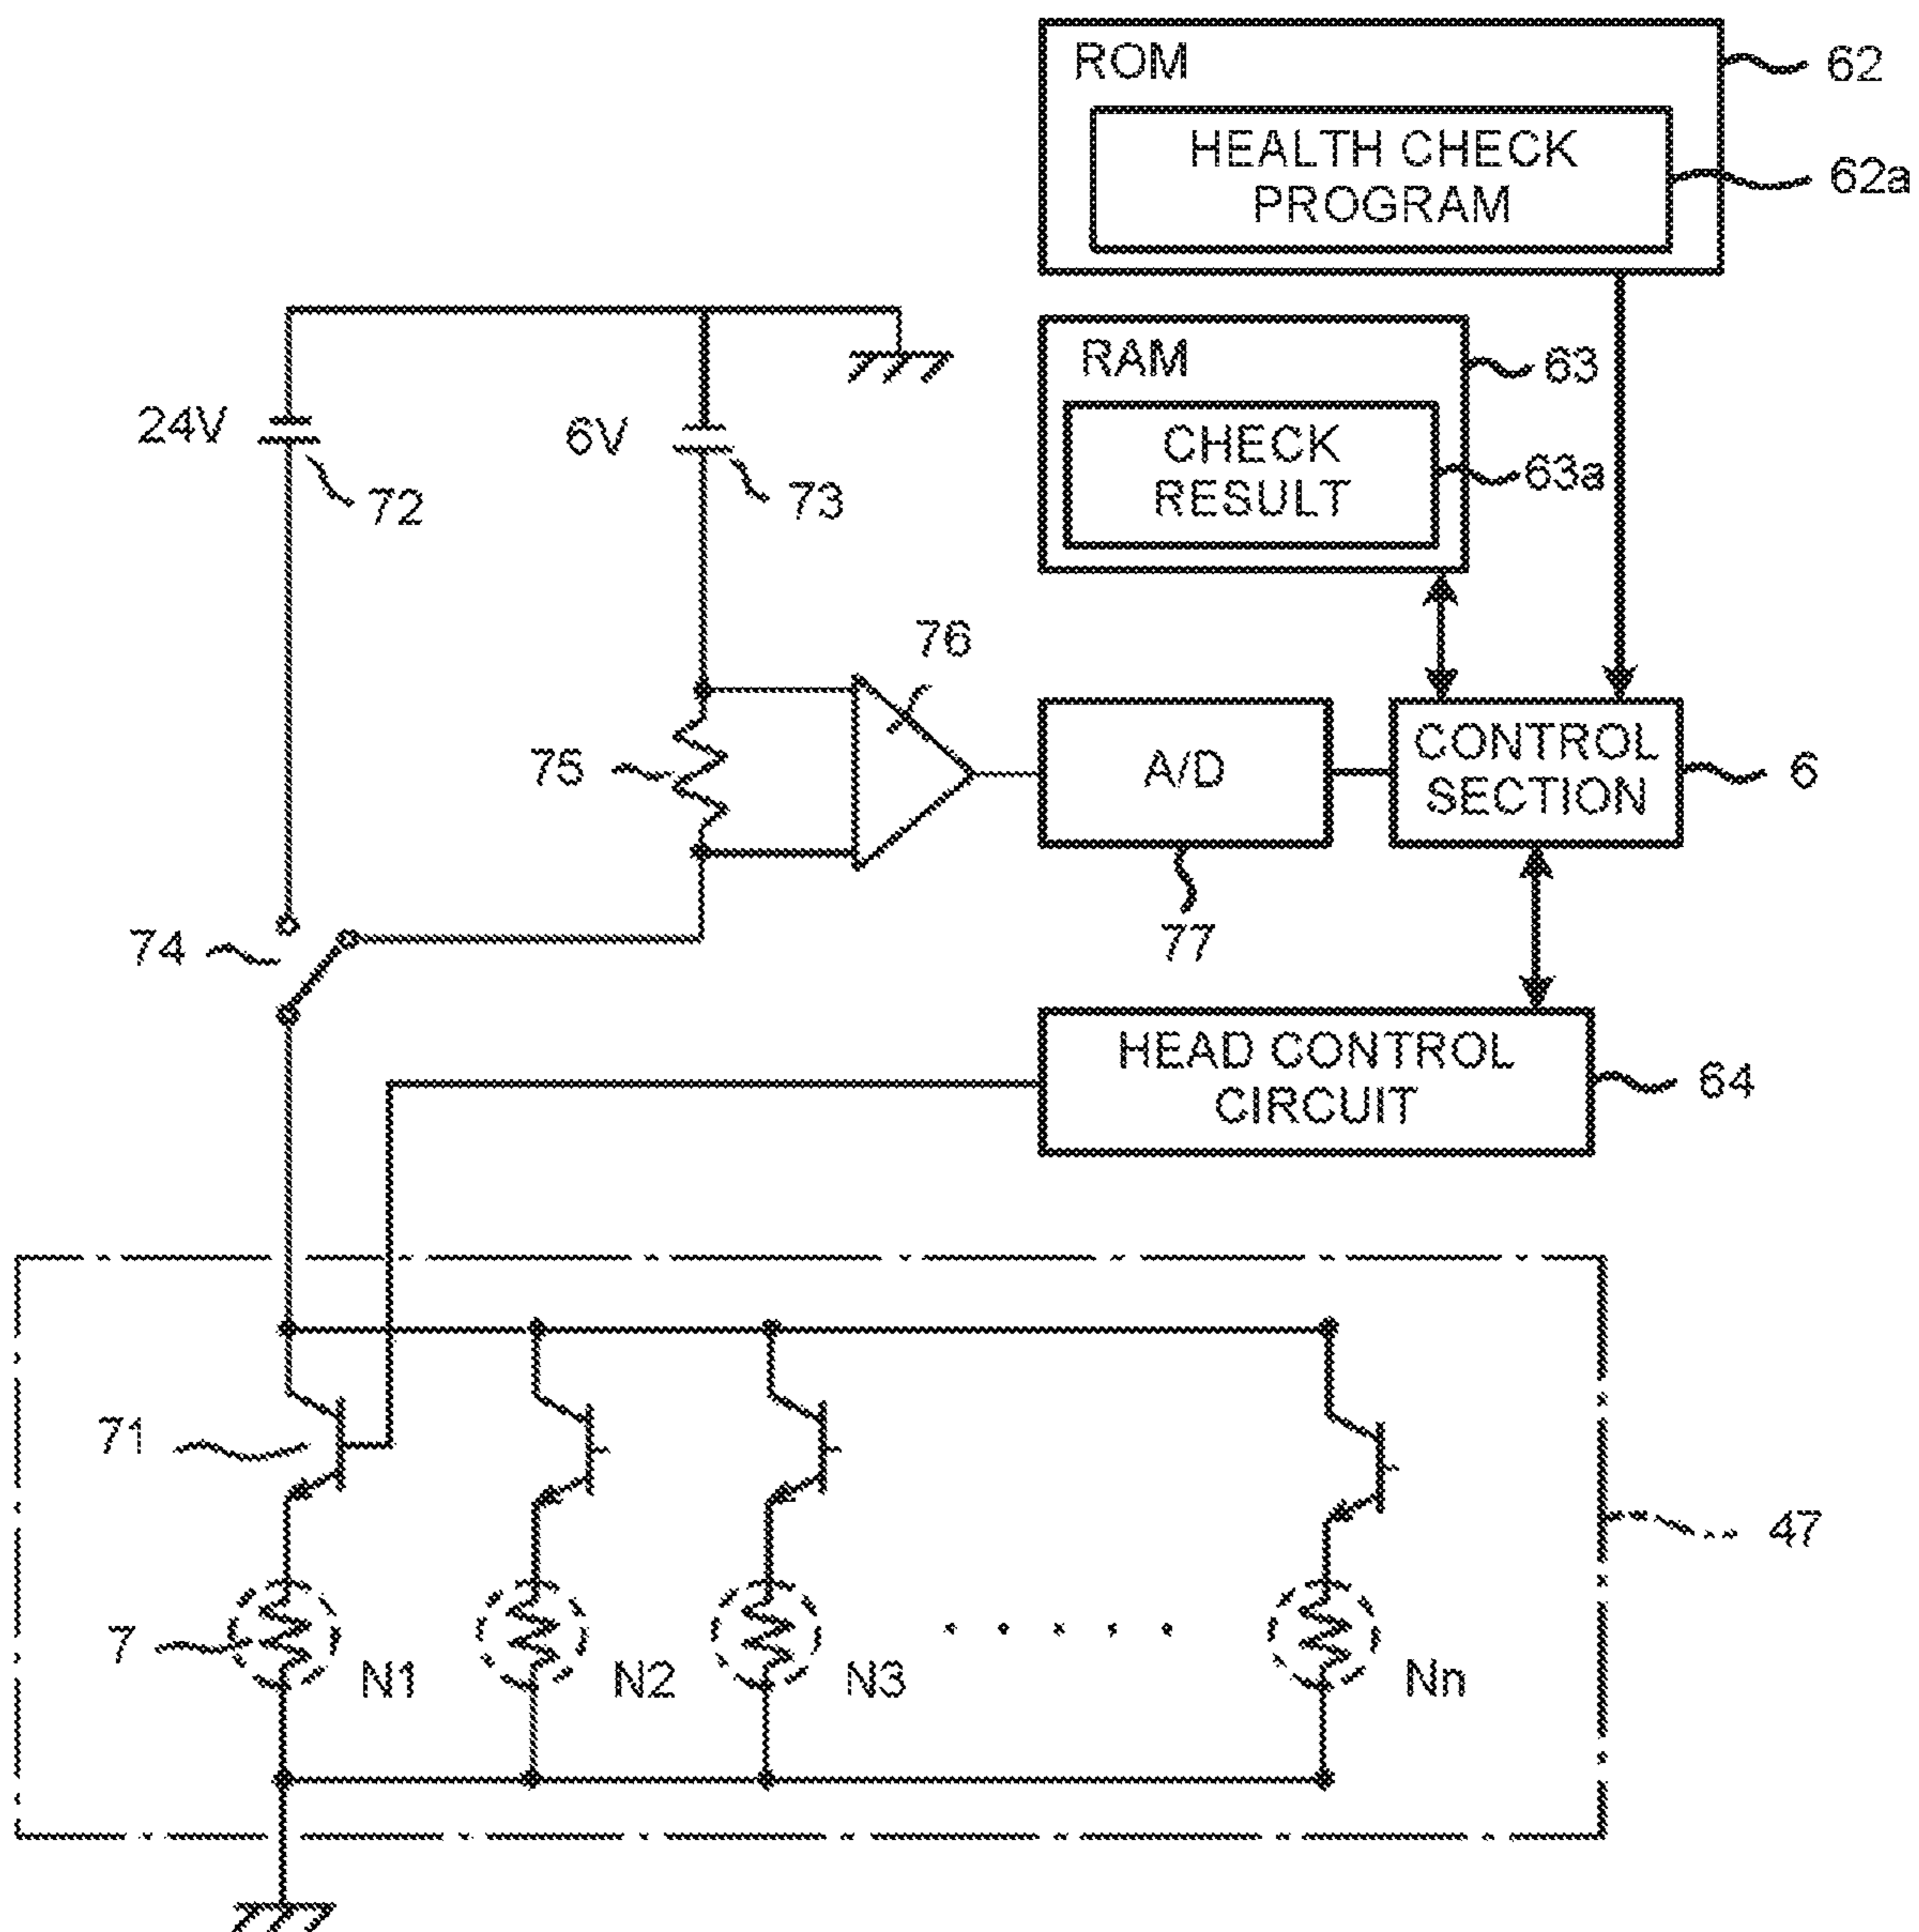 ROM
62
HEALTH CHECK
PROGRAM
62a
RAM
63
CHECK
RESULT
63a
24V
72
6V
73
76
75
A/D
77
CONTROL
SECTION
6
74
HEAD CONTROL
CIRCUIT
64
71
47
7
N1
N2
N3
Nn